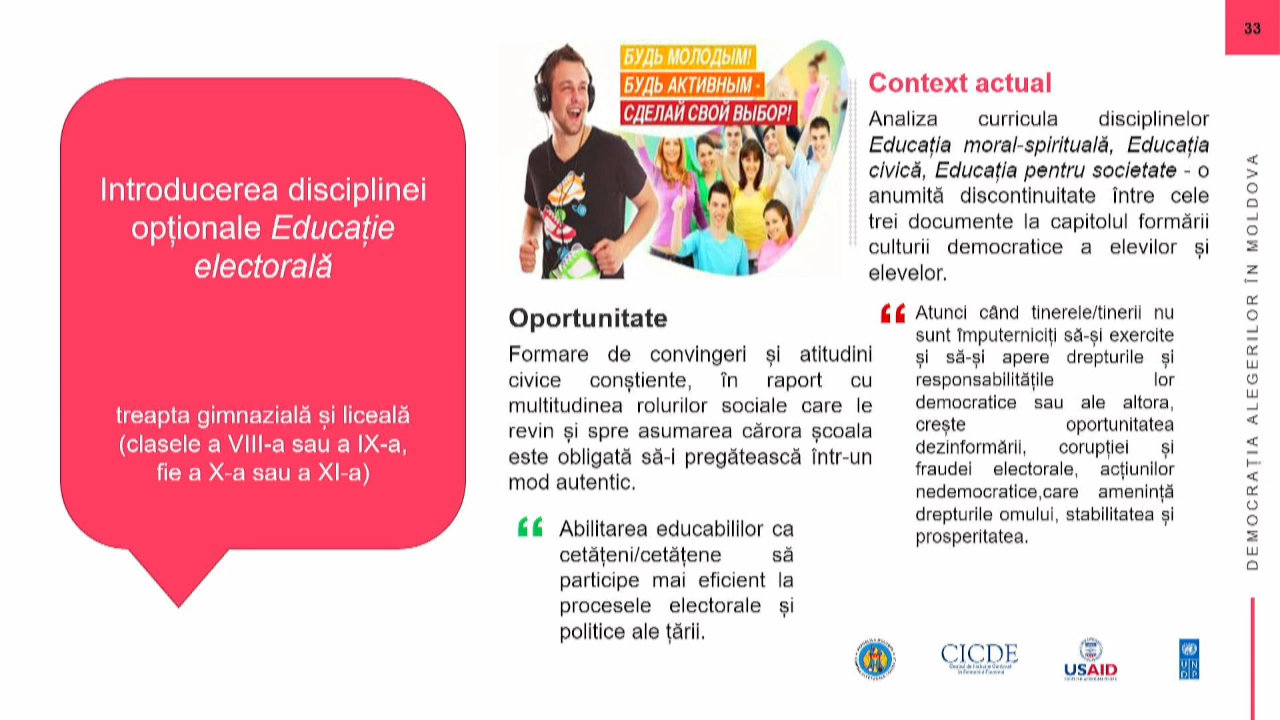 33
Introducerea disciplinei
opționale Educație
electorală
treapta gimnazială și liceală
(clasele a VIII-a sau a IX-a,
fie a X-a sau a XI-a)
БУДЬ МОЛОДЫМ!
БУДЬ АКТИВНЫМ -
СДЕЛАЙ СВОЙ ВЫБОР!
Oportunitate
Formare de convingeri și atitudini
civice conștiente, în raport cu
multitudinea rolurilor sociale care le
revin și spre asumarea cărora școala
este obligată să-i pregătească într-un
mod autentic.
Abilitarea educabililor ca
cetățeni/cetățene să
participe mai eficient la
procesele electorale și
politice ale țării.
Context actual
Analiza curricula disciplinelor
Educația moral-spirituală, Educația
civică, Educația pentru societate - o
anumită discontinuitate între cele
trei documente la capitolul formării
culturii democratice a elevilor și
elevelor.
Atunci când tinerele/tinerii nu
sunt împuterniciți să-și exercite
și să-și apere drepturile și
responsabilitățile lor
democratice sau ale altora,
crește oportunitatea
dezinformării, corupției și
fraudei electorale, acțiunilor
nedemocratice,care amenință
drepturile omului, stabilitatea și
prosperitatea.
DEMOCRAȚIA ALEGERILOR ÎN MOLDOVA
CICDE
USAID
UN
DP